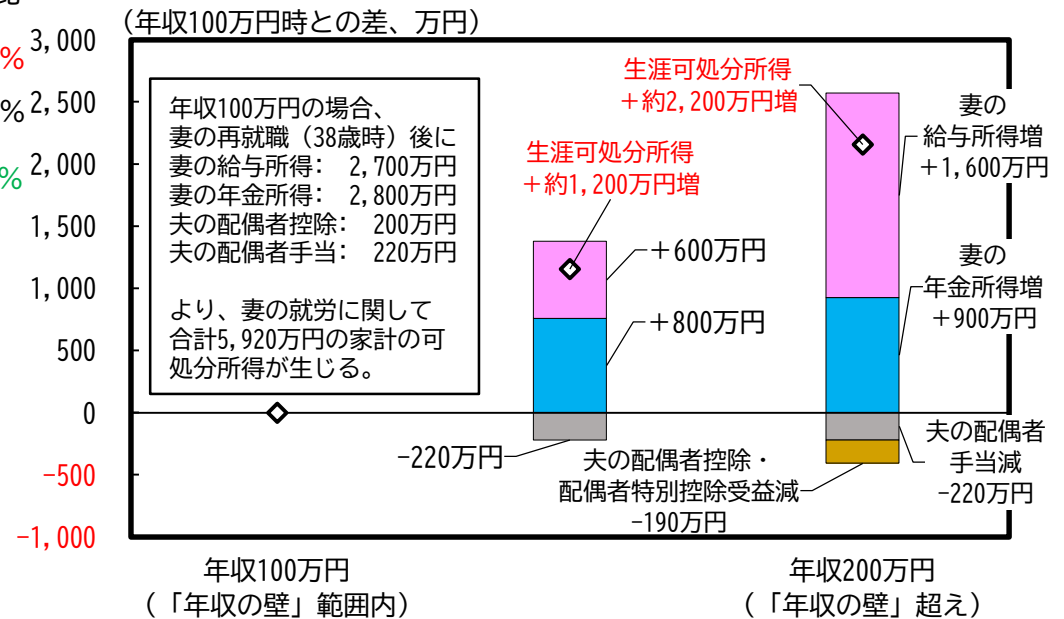 （年収100万円時との差、万円）
%
%
%
3,000
2,500
2,000
1,500
1,000
500
0
-500
-1,000
年収100万円の場合、
妻の再就職（38歳時）後に
妻の給与所得： 2,700万円
妻の年金所得： 2,800万円
夫の配偶者控除： 200万円
夫の配偶者手当： 220万円
より、妻の就労に関して
合計5,920万円の家計の可
処分所得が生じる。
生涯可処分所得
＋約1,200万円増
＋600万円
＋800万円
-220万円
生涯可処分所得
＋約2,200万円増
妻の
給与所得増
＋1,600万円
妻の
年金所得増
＋900万円
夫の配偶者
手当減
-220万円
夫の配偶者控除・
配偶者特別控除受益減
-190万円
年収100万円
（「年収の壁」範囲内）
年収200万円
（「年収の壁」超え）